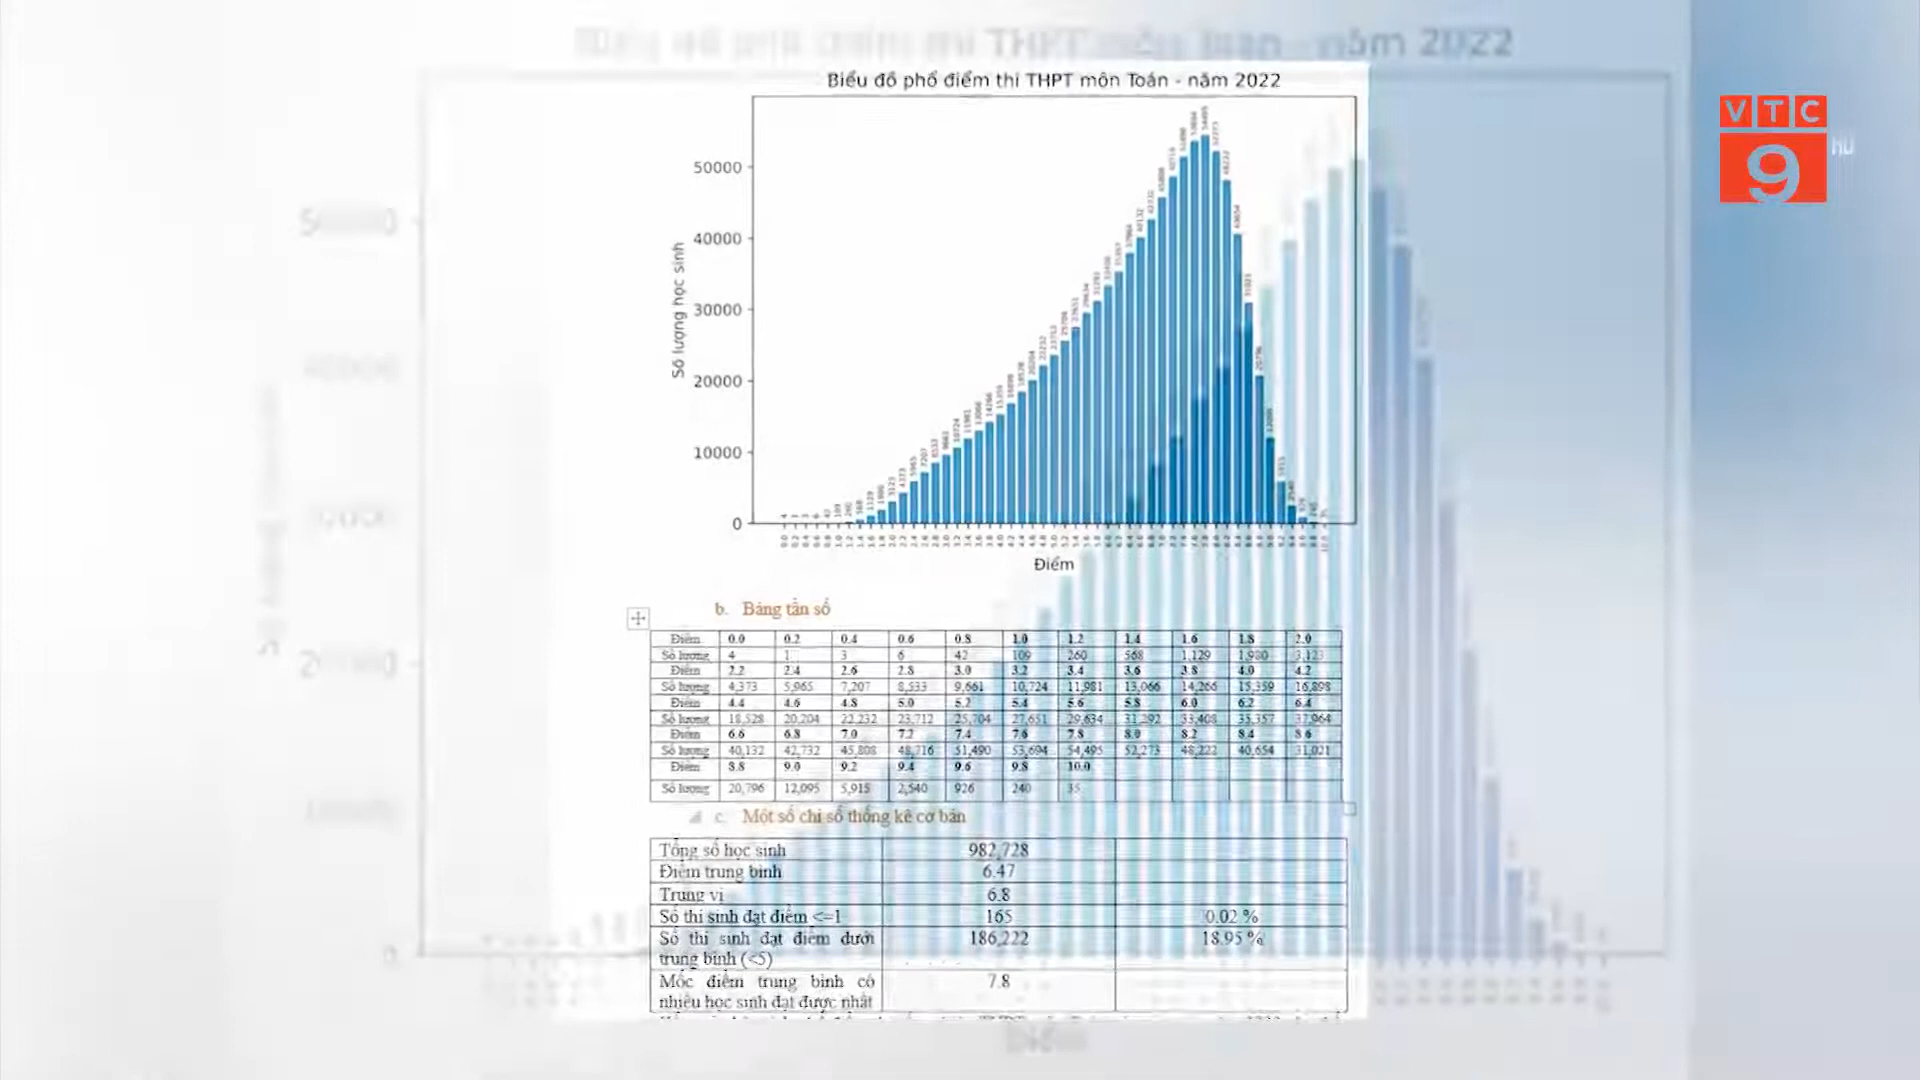 Biểu đồ phổ điểm thi THPT môn Toán - năm 2022
VTC
9
HD
Số lượng học sinh
50000
40000
30000
20000
10000
0
Điểm
b. Bảng tần số
Điểm 0.0 0.2 0.4 0.6 0.8 1.0 1.2 1.4 1.6 1.8 2.0
Số lượng 4 1 3 6 42 109 260 568 1,129 1,980 3,123
Điểm 2.2 2.4 2.6 2.8 3.0 3.2 3.4 3.6 3.8 4.0 4.2
Số lượng 4,373 5,965 7,207 8,533 9,661 10,724 11,981 13,066 14,266 15,359 16,898
Điểm 4.4 4.6 4.8 5.0 5.2 5.4 5.6 5.8 6.0 6.2 6.4
Số lượng 18,528 20,204 22,232 23,712 25,704 27,651 29,634 31,292 33,408 35,357 37,964
Điểm 6.6 6.8 7.0 7.2 7.4 7.6 7.8 8.0 8.2 8.4 8.6
Số lượng 40,132 42,732 45,808 48,716 51,490 53,694 54,495 52,273 48,222 40,654 31,021
Điểm 8.8 9.0 9.2 9.4 9.6 9.8 10.0
Số lượng 20,796 12,095 5,915 2,540 926 240 35
c. Một số chỉ số thống kê cơ bản
Tổng số học sinh 982,728
Điểm trung bình 6.47
Trung vị 6.8
Số thí sinh đạt điểm <=1 165 0.02 %
Số thí sinh đạt điểm dưới 186,222 18.95 %
trung bình (<5)
Mốc điểm trung bình có 7.8
nhiều học sinh đạt được nhất